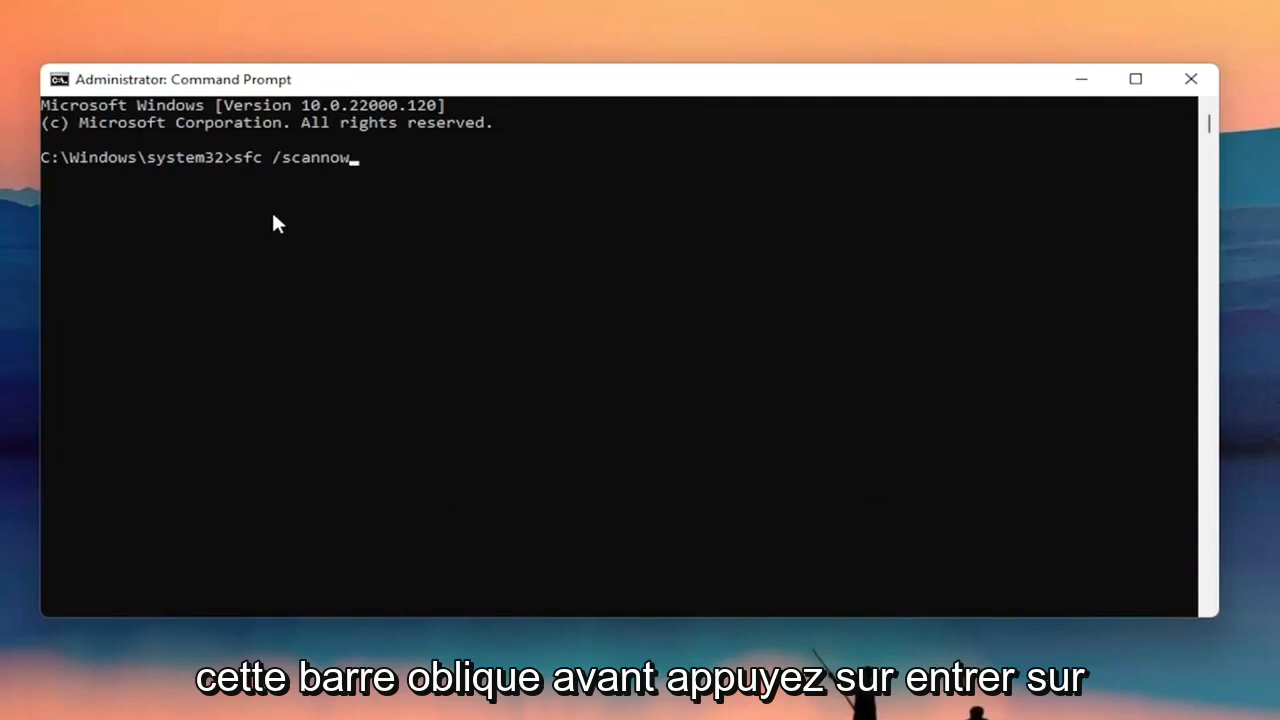 Administrator: Command Prompt
Microsoft Windows [Version 10.0.22000.120]
(c) Microsoft Corporation. All rights reserved.
C:\Windows\system32>sfc /scannow
cette barre oblique avant appuyez sur entrer sur